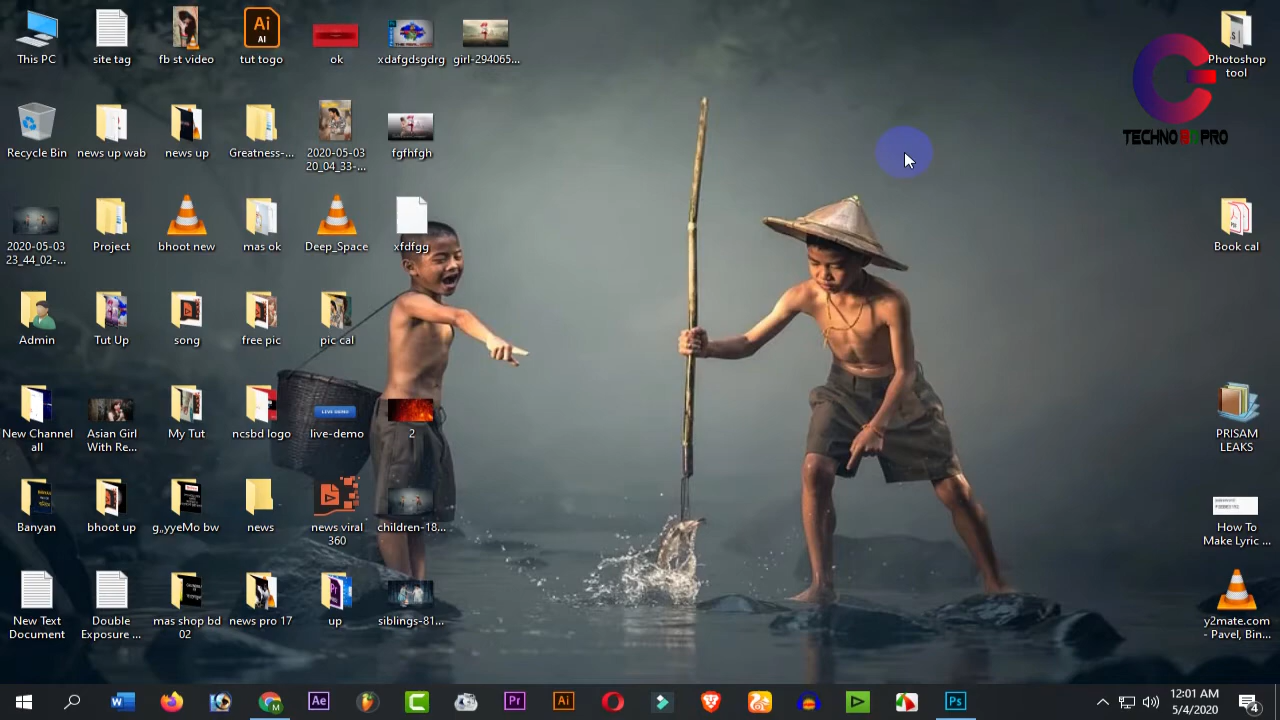 This PC
site tag
fb st video
Ai
AI
tut togo
ok
xdafgdsgdrg
girl-294065...
Photoshop
tool
TECHNO BD PRO
Recycle Bin
news up wab
news up
Greatness-...
2020-05-03
20_04_33-...
fgfhfgh
2020-05-03
23_44_02-...
Project
bhoot new
mas ok
Deep_Space
xfdfgg
Book cal
Admin
Tut Up
song
free pic
pic cal
New Channel
all
Asian Girl
With Re...
My Tut
ncsbd logo
LIVE DEMO
live-demo
2
PRISAM
LEAKS
Banyan
bhoot up
g,,yyeMo bw
news
news viral
360
children-18...
How To
Make Lyric ...
New Text
Document
Double
Exposure ...
mas shop bd
02
news pro 17
Pr
up
siblings-81...
y2mate.com
- Pavel, Bin...
W
M
Ae
C
Pr
Ai
Ps
12:01 AM
5/4/2020
4